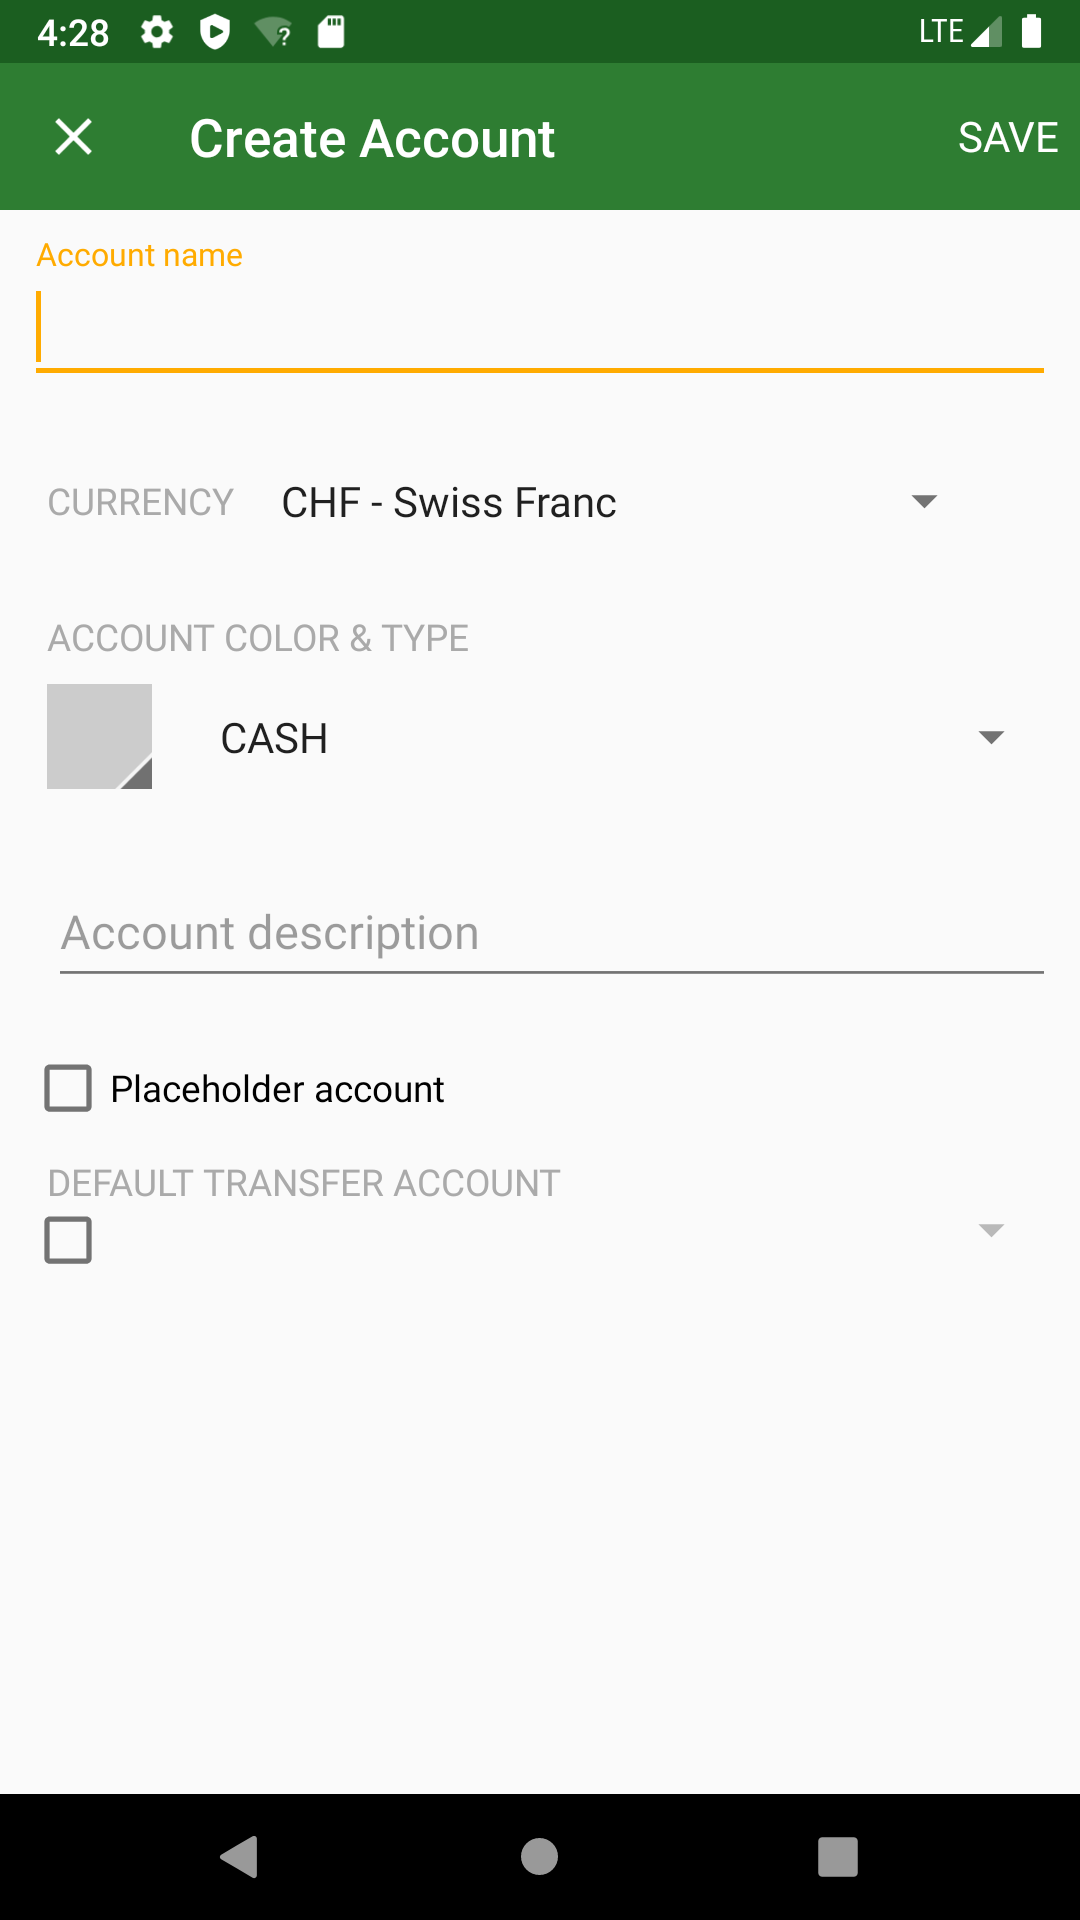 4:28
LTE
Create Account
SAVE
Account name
CURRENCY CHF - Swiss Franc
ACCOUNT COLOR & TYPE
CASH
Account description
Placeholder account
DEFAULT TRANSFER ACCOUNT